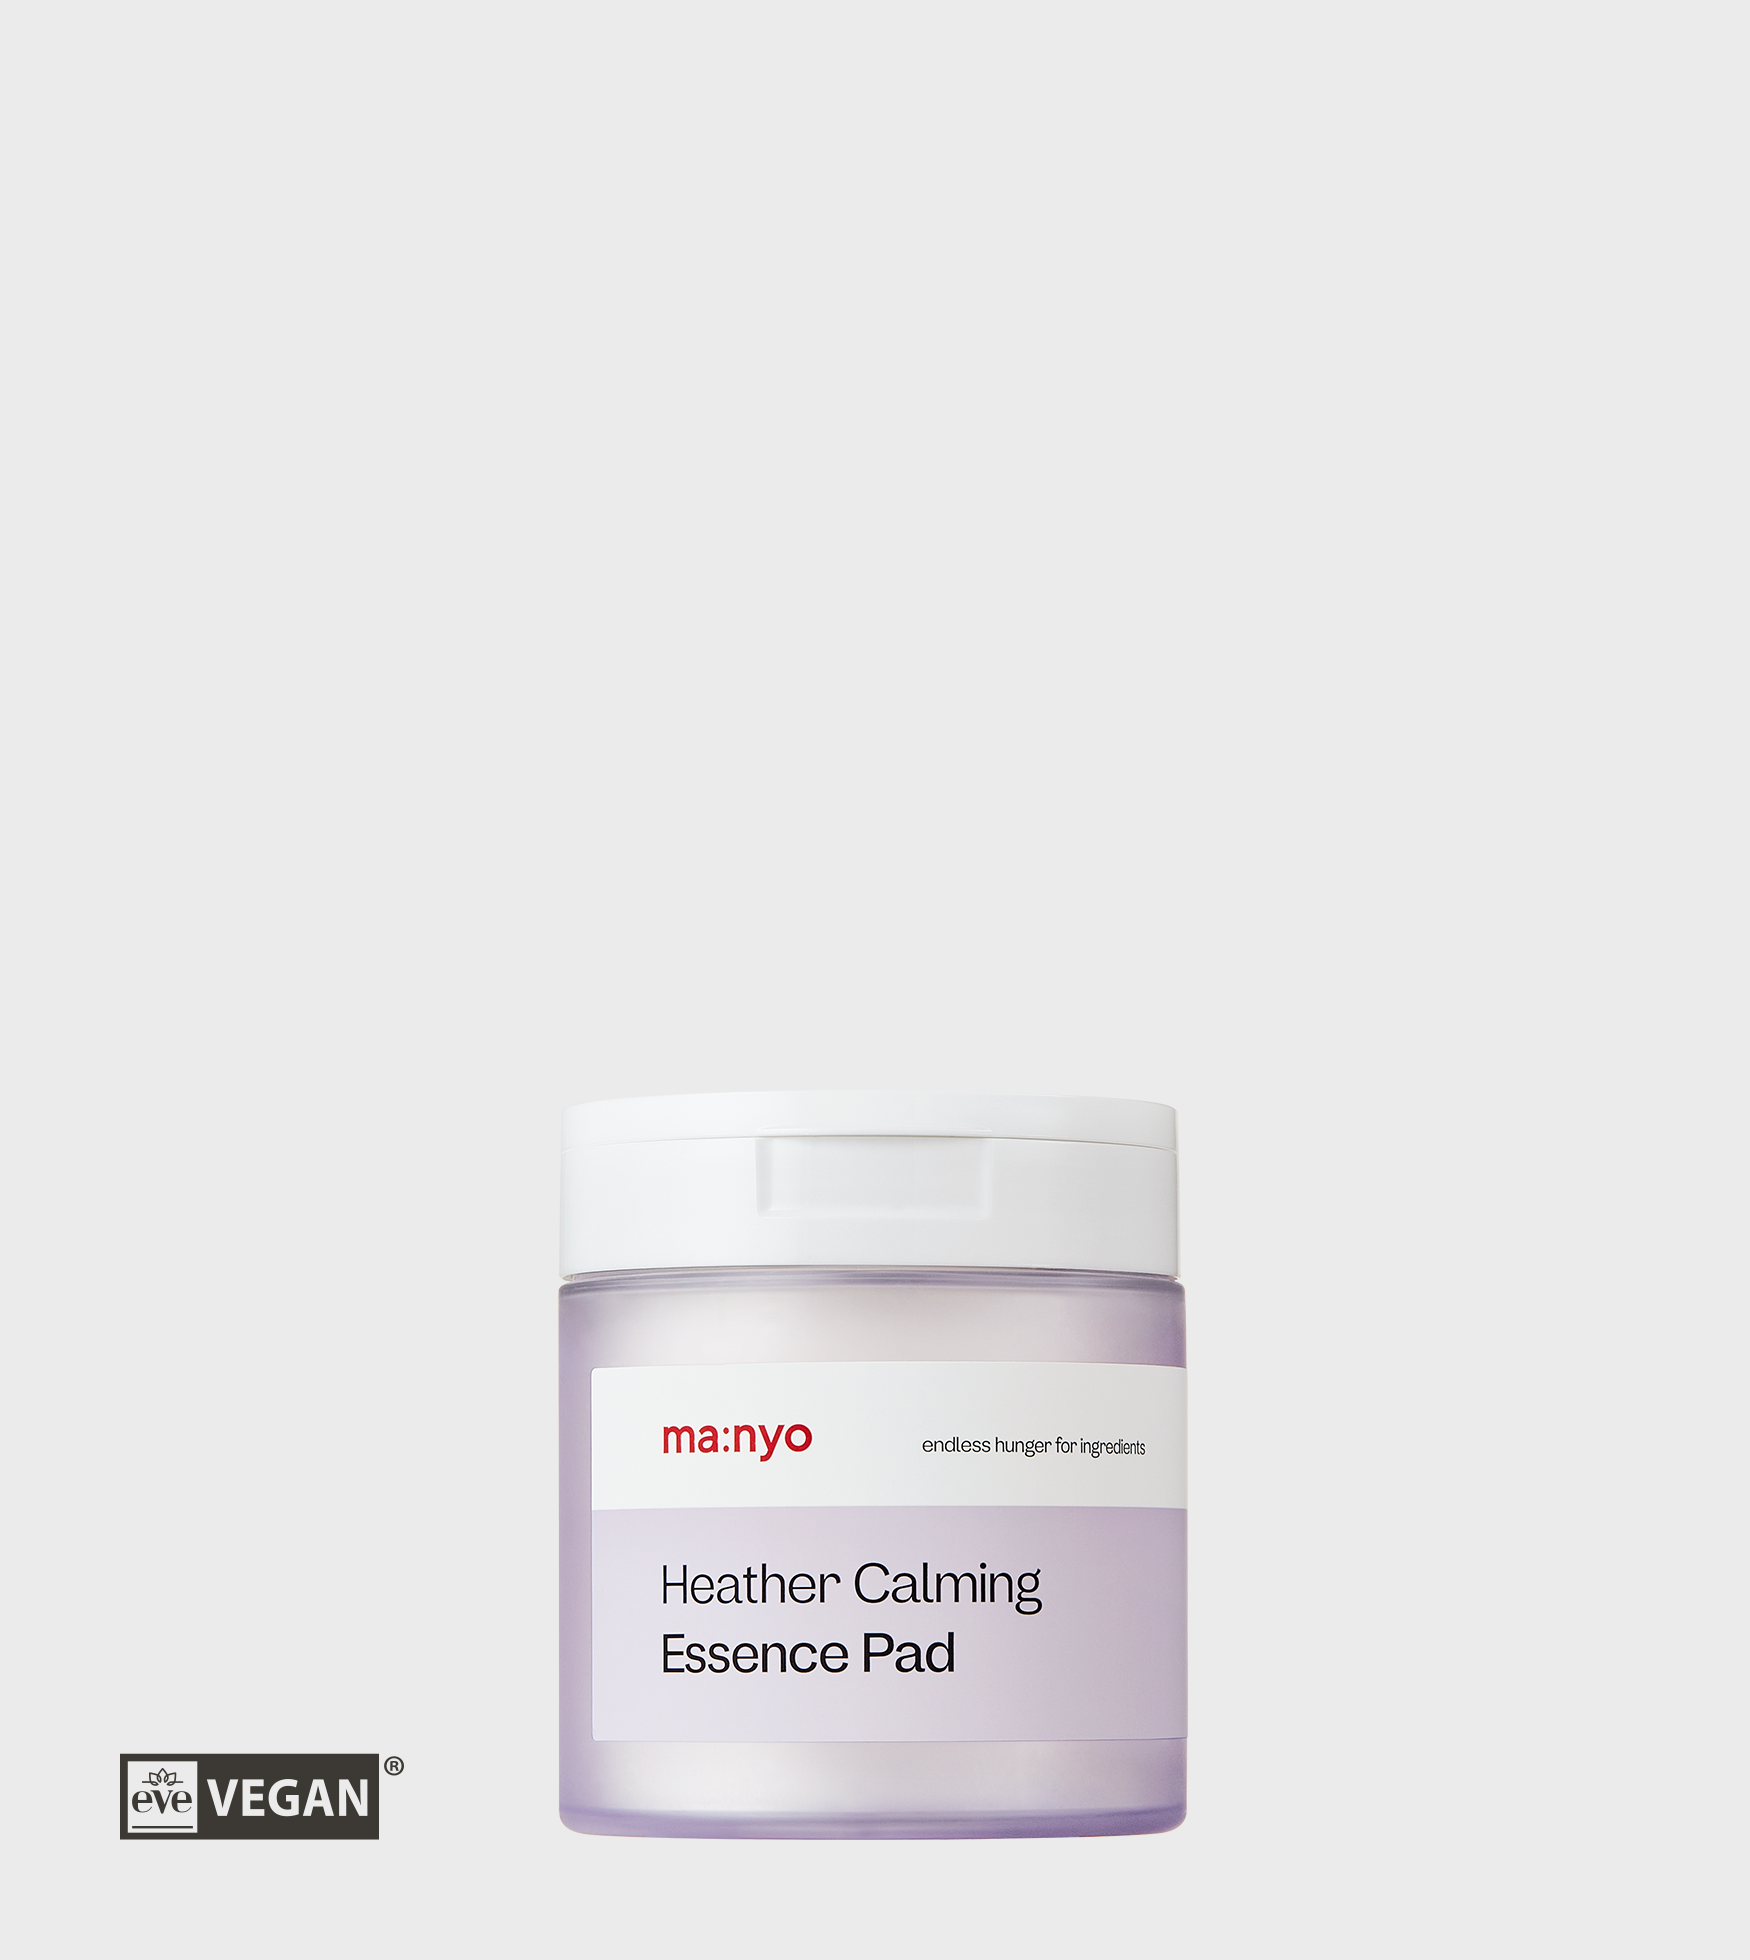 ma:nyo
endless hunger for ingredients
Heather Calming
Essence Pad
eve VEGAN®